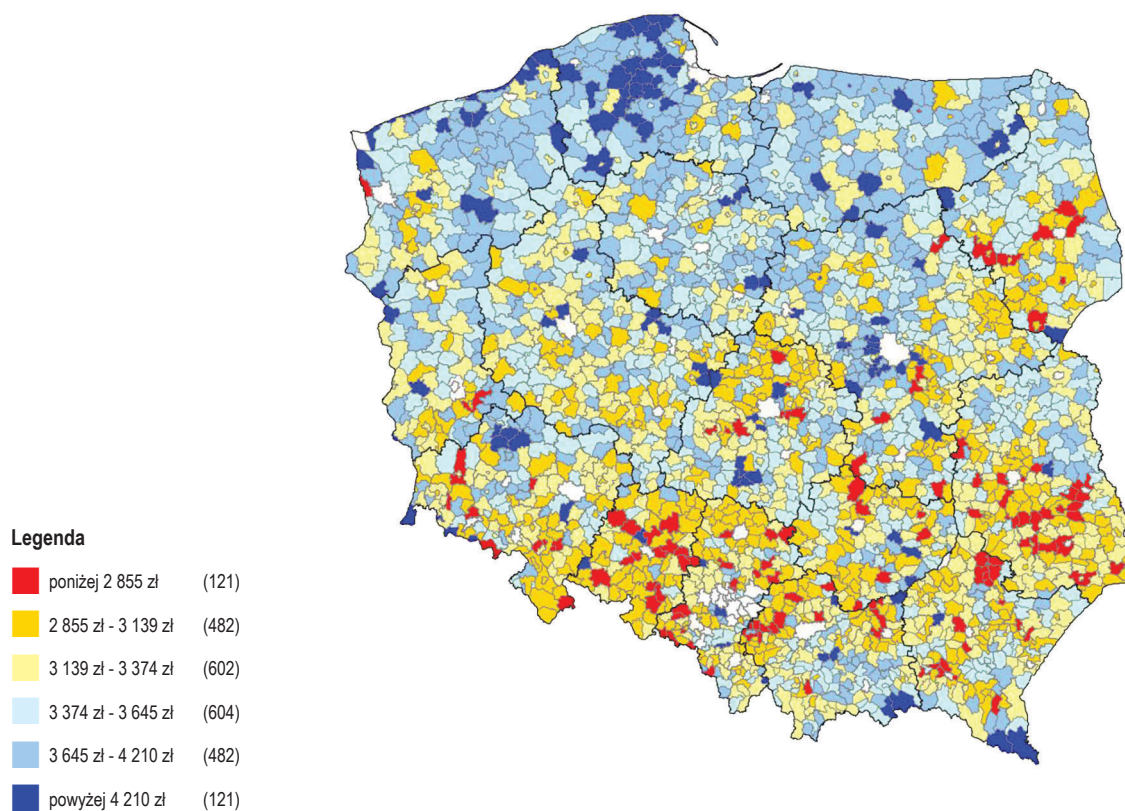 Legenda
poniżej 2 855 zł (121)
2 855 zł - 3 139 zł (482)
3 139 zł - 3 374 zł (602)
3 374 zł - 3 645 zł (604)
3 645 zł - 4 210 zł (482)
powyżej 4 210 zł (121)